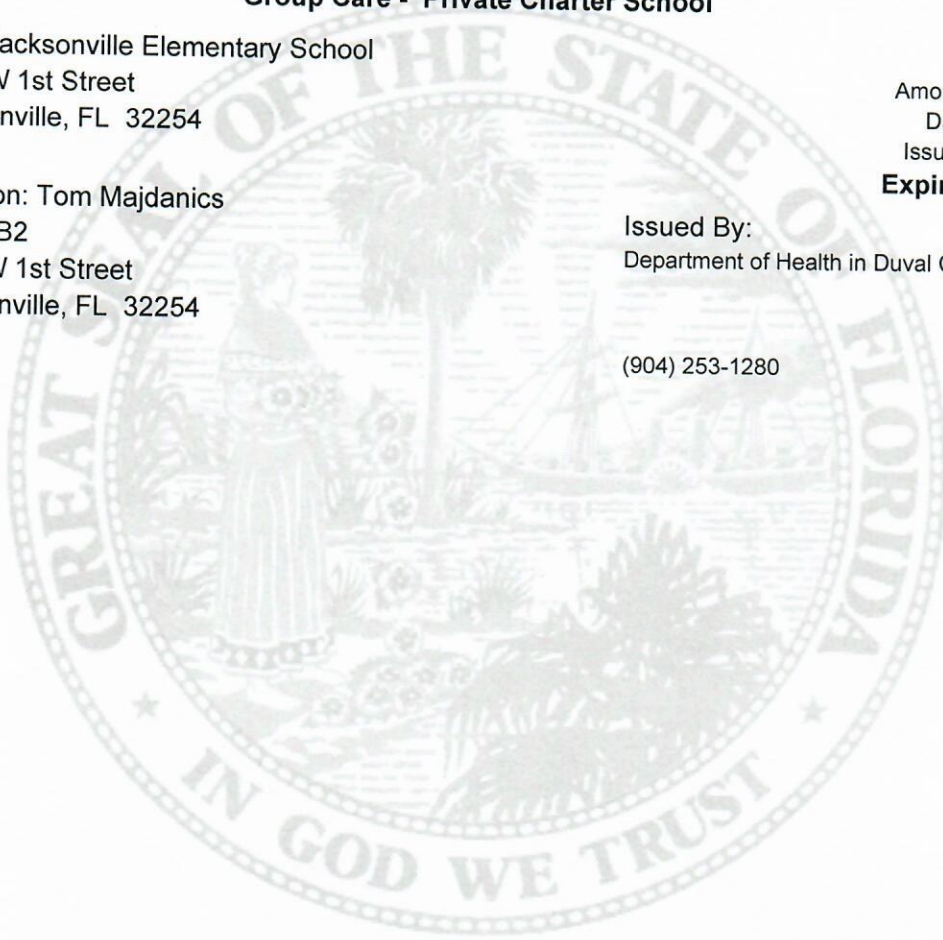 Group Care - Private Charter School
acksonville Elementary School
1st Street
nville, FL 32254
Amo
D
Issu
Expir
on: Tom Majdanics
B2
1st Street
nville, FL 32254
Issued By:
Department of Health in Duval
(904) 253-1280
GREAT SEAL OF THE STATE OF FLORIDA
IN GOD WE TRUST